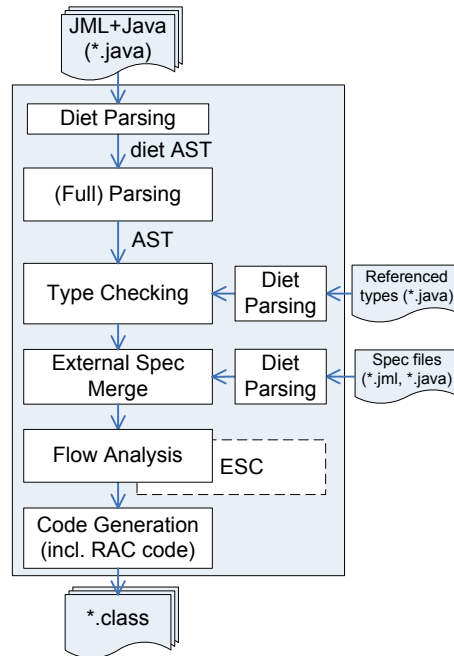 JML+Java
(*.java)
Diet Parsing
diet AST
(Full) Parsing
AST
Type Checking
Diet
Parsing
Referenced
types (*.java)
External Spec
Merge
Diet
Parsing
Spec files
(*.jml, *.java)
Flow Analysis
ESC
Code Generation
(incl. RAC code)
*.class